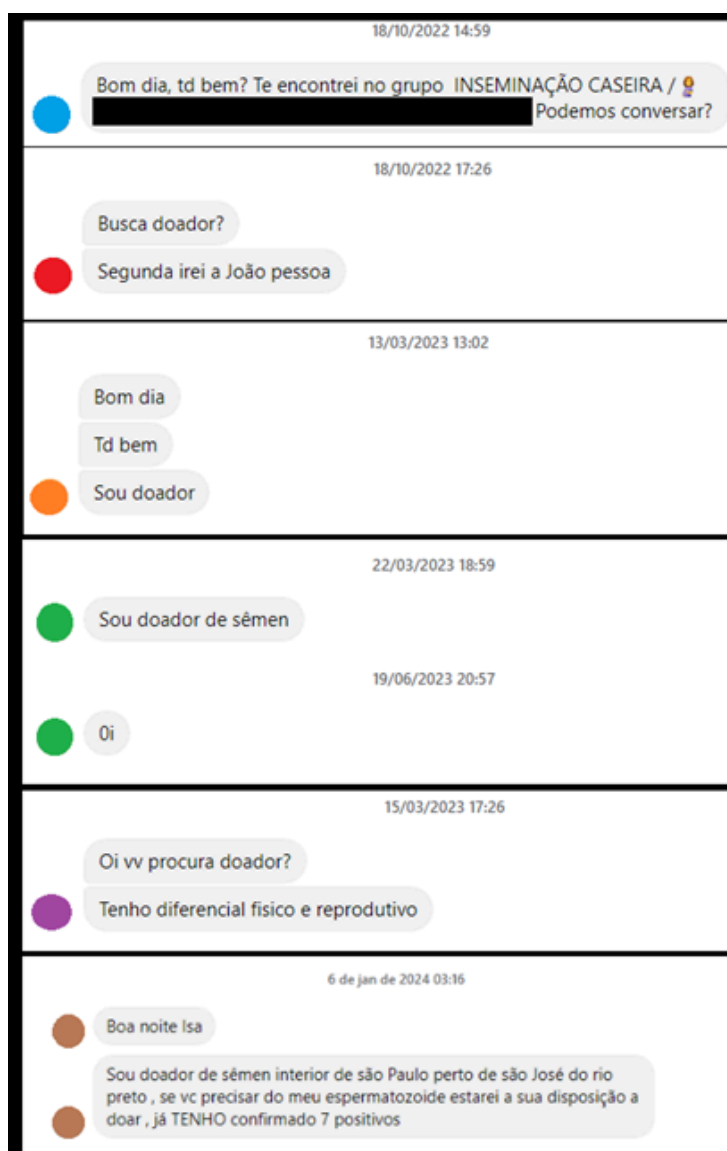 18/10/2022 14:59
Bom dia, td bem? Te encontrei no grupo INSEMINAÇÃO CASEIRA /
Podemos conversar?
18/10/2022 17:26
Busca doador?
Segunda irei a João pessoa
13/03/2023 13:02
Bom dia
Td bem
Sou doador
22/03/2023 18:59
Sou doador de sêmen
19/06/2023 20:57
0i
15/03/2023 17:26
Oi vv procura doador?
Tenho diferencial fisico e reprodutivo
6 de jan de 2024 03:16
Boa noite Isa
Sou doador de sêmen interior de são Paulo perto de são José do rio
preto , se vc precisar do meu espermatozoide estarei a sua disposição a
doar , já TENHO confirmado 7 positivos